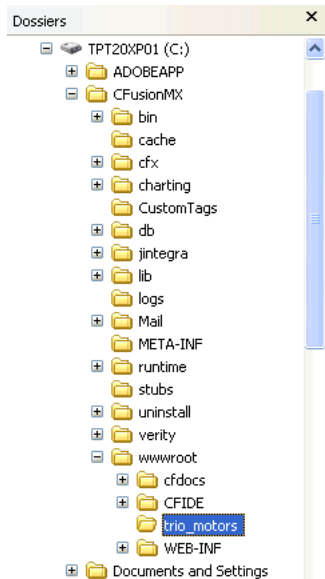 Dossiers
TPT20XP01 (C:)
ADOBEAPP
CFusionMX
bin
cache
cfx
charting
CustomTags
db
jintegra
lib
logs
Mail
META-INF
runtime
stubs
uninstall
verity
wwwroot
cfdocs
CFIDE
trio_motors
WEB-INF
Documents and Settings